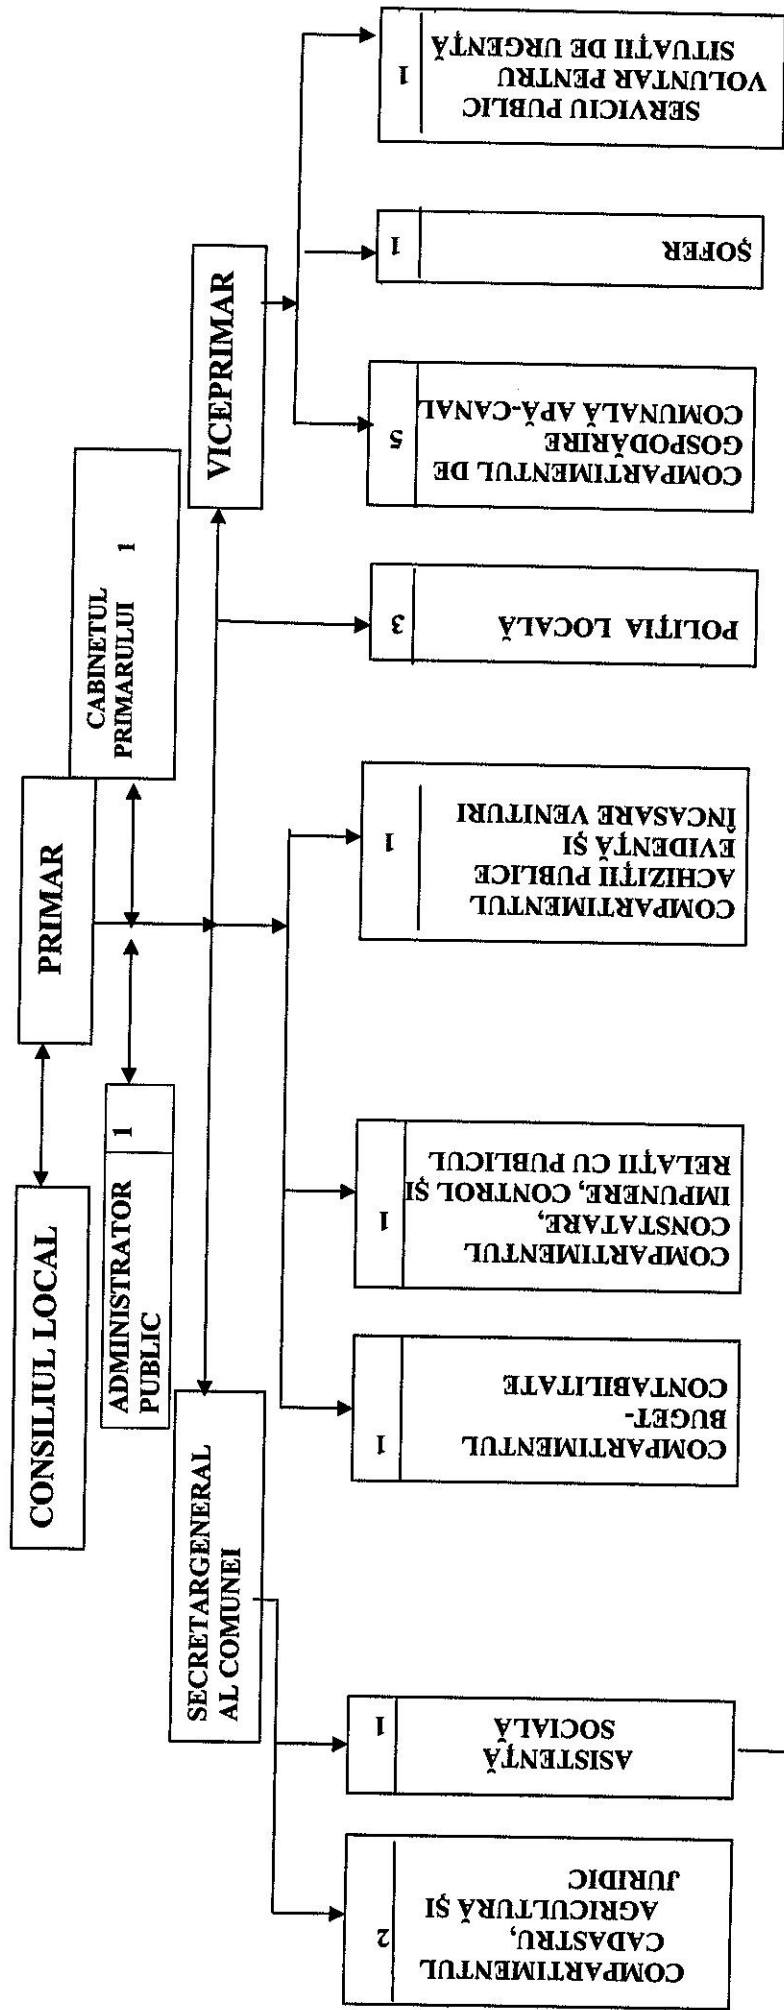 CONSILIUL LOCAL
PRIMAR
CABINETUL
PRIMARULUI 1
ADMINISTRATOR
PUBLIC
1
SECRETARGENERAL
AL COMUNEI
VICEPRIMAR
2
COMPARTIMENTUL
CADASTRU,
AGRICULTURĂ ȘI
JURIDIC
1
ASISTENȚĂ
SOCIALĂ
1
COMPARTIMENTUL
BUGET-
CONTABILITATE
1
COMPARTIMENTUL
CONSTATARE,
IMPUNERE, CONTROL ȘI
RELAȚII CU PUBLICUL
1
COMPARTIMENTUL
ACHIZIȚII PUBLICE
EVIDENȚĂ ȘI
ÎNCASARE VENITURI
3
POLIȚIA LOCALĂ
5
COMPARTIMENTUL DE
GOSPODĂRIRE
COMUNALĂ APĂ-CANAL
1
ȘOFER
1
SERVICIU PUBLIC
VOLUNTAR PENTRU
SITUAȚII DE URGENȚĂ